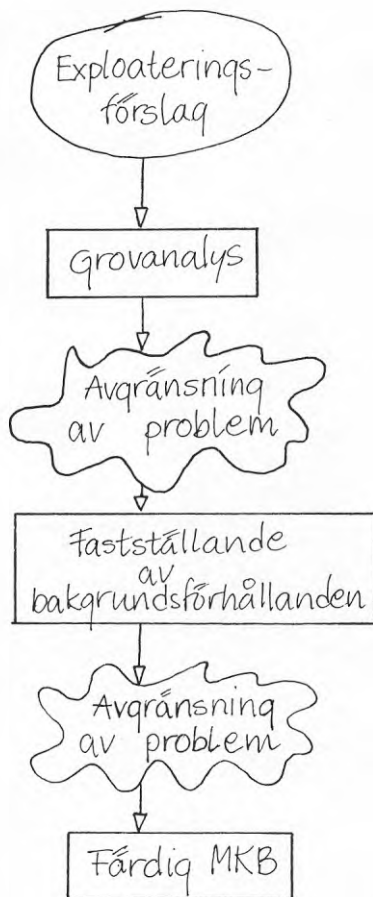 Exploaterings-
förslag
Grovanalys
Avgränsning
av problem
Fastställande
av
bakgrundsförhållanden
Avgränsning
av problem
Färdig MKB